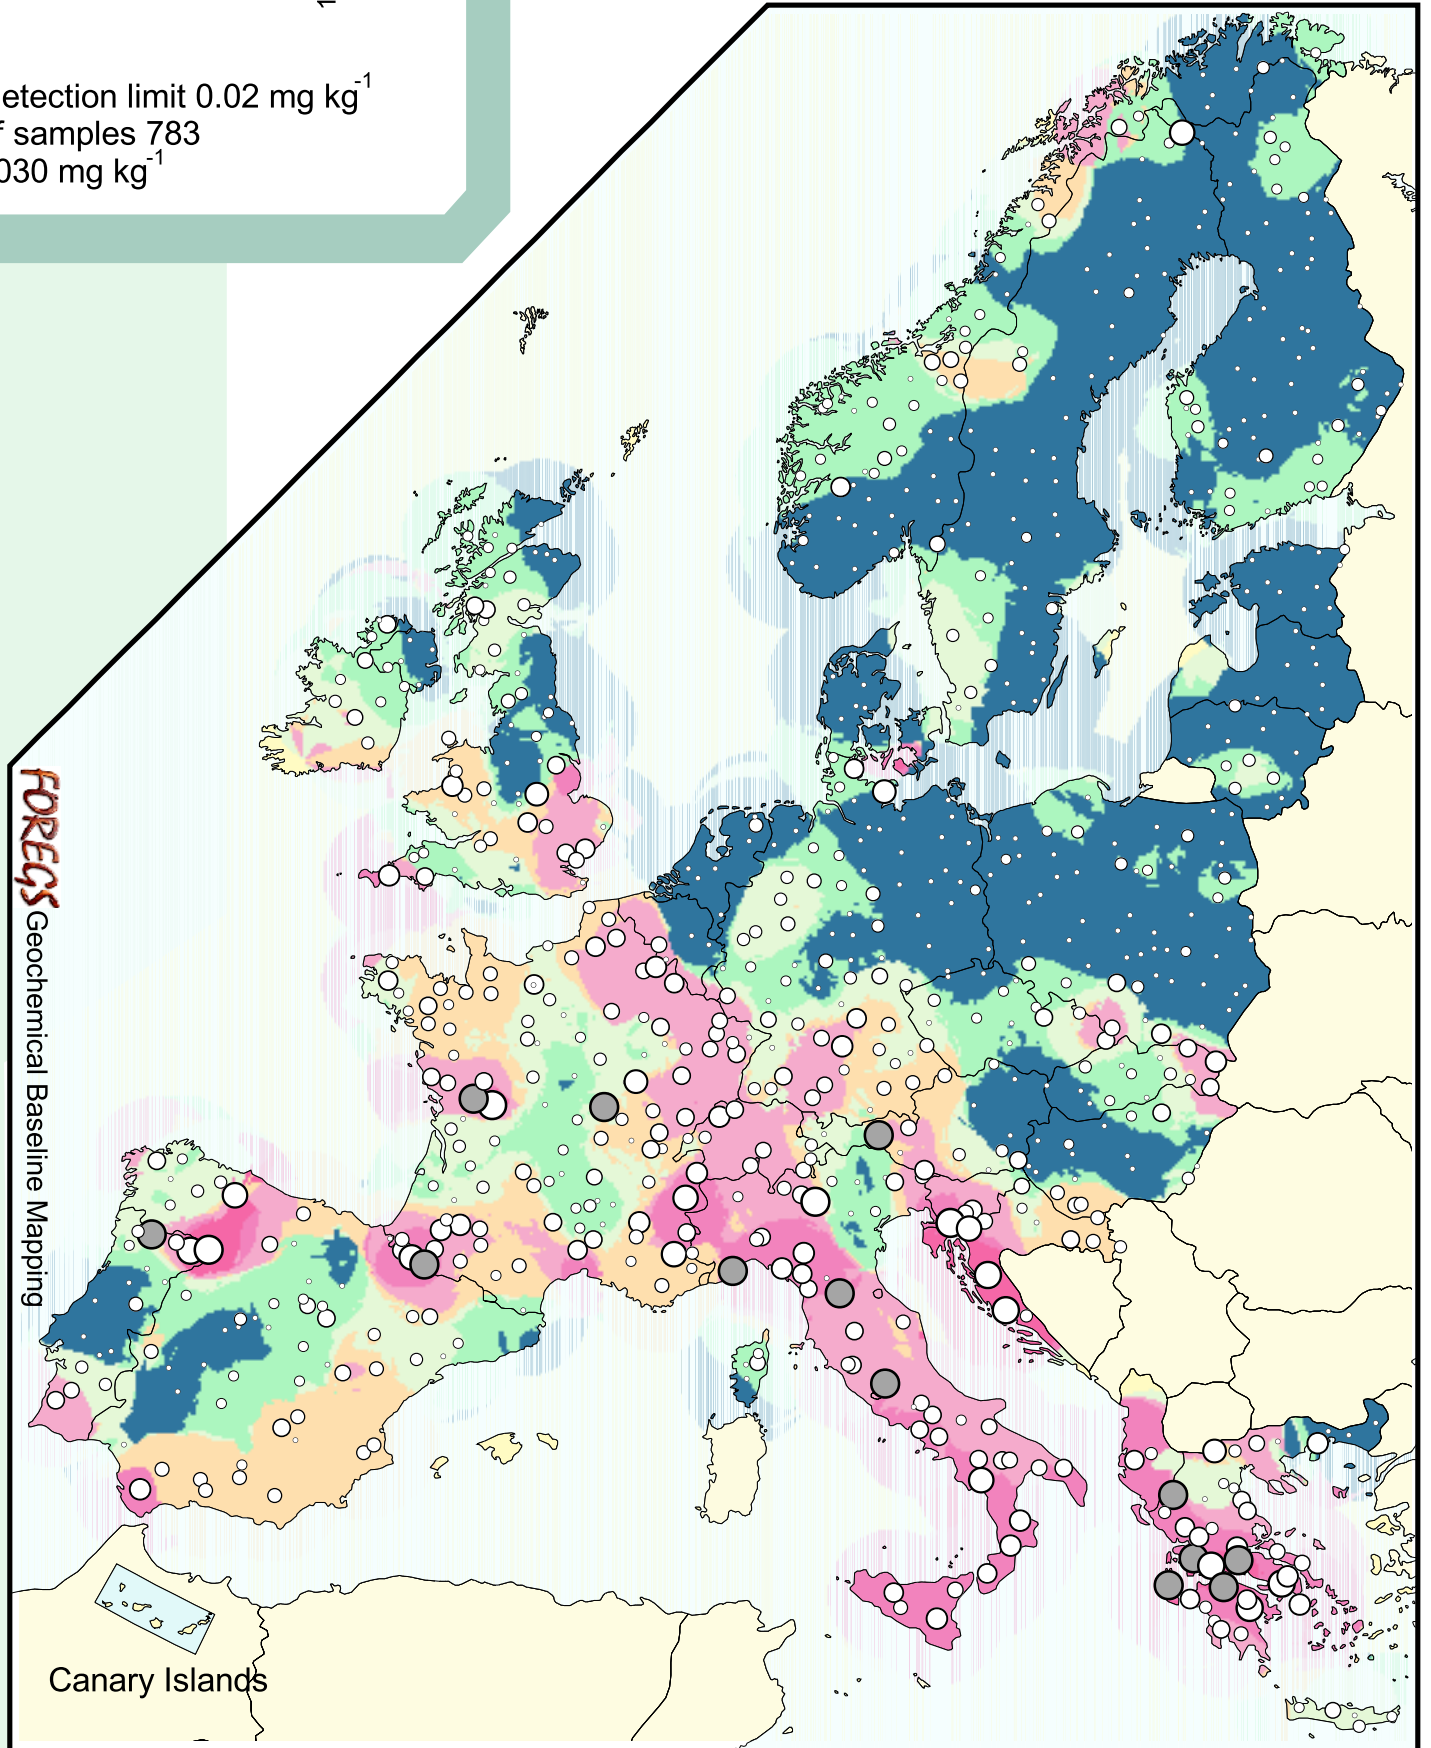 1
etection limit 0.02 mg kg-1
f samples 783
030 mg kg-1
FOREGS Geochemical Baseline Mapping
Canary Islands